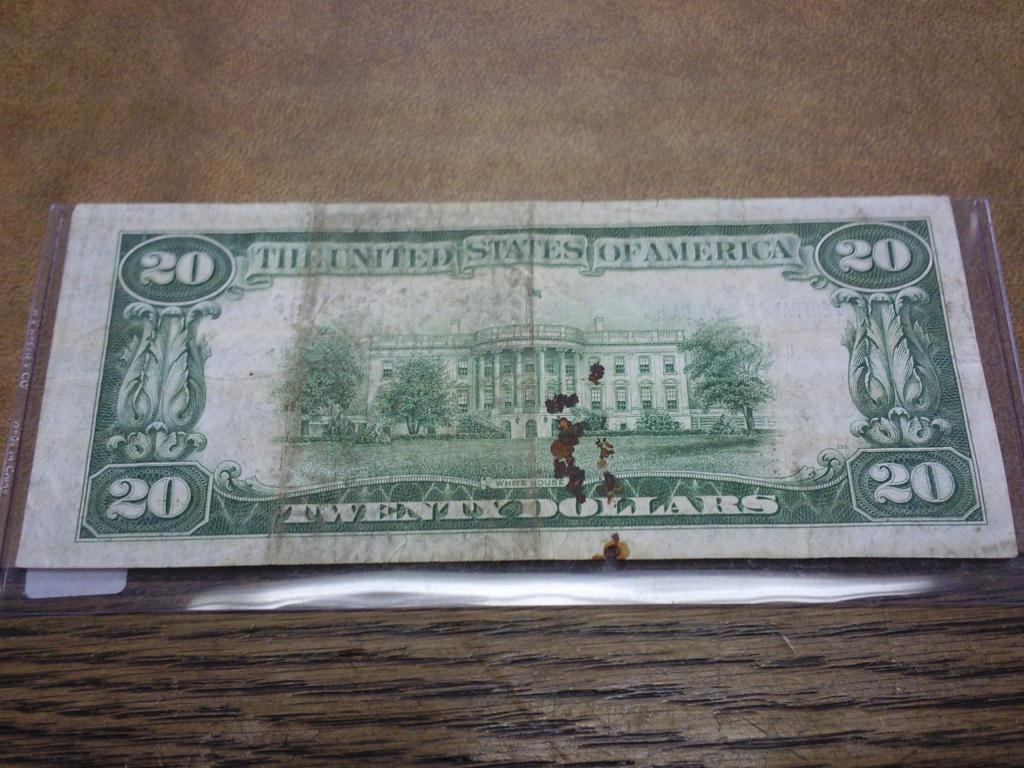 20 THE UNITED STATES OF AMERICA 20
WHITE HOUSE
20 TWENTY DOLLARS 20